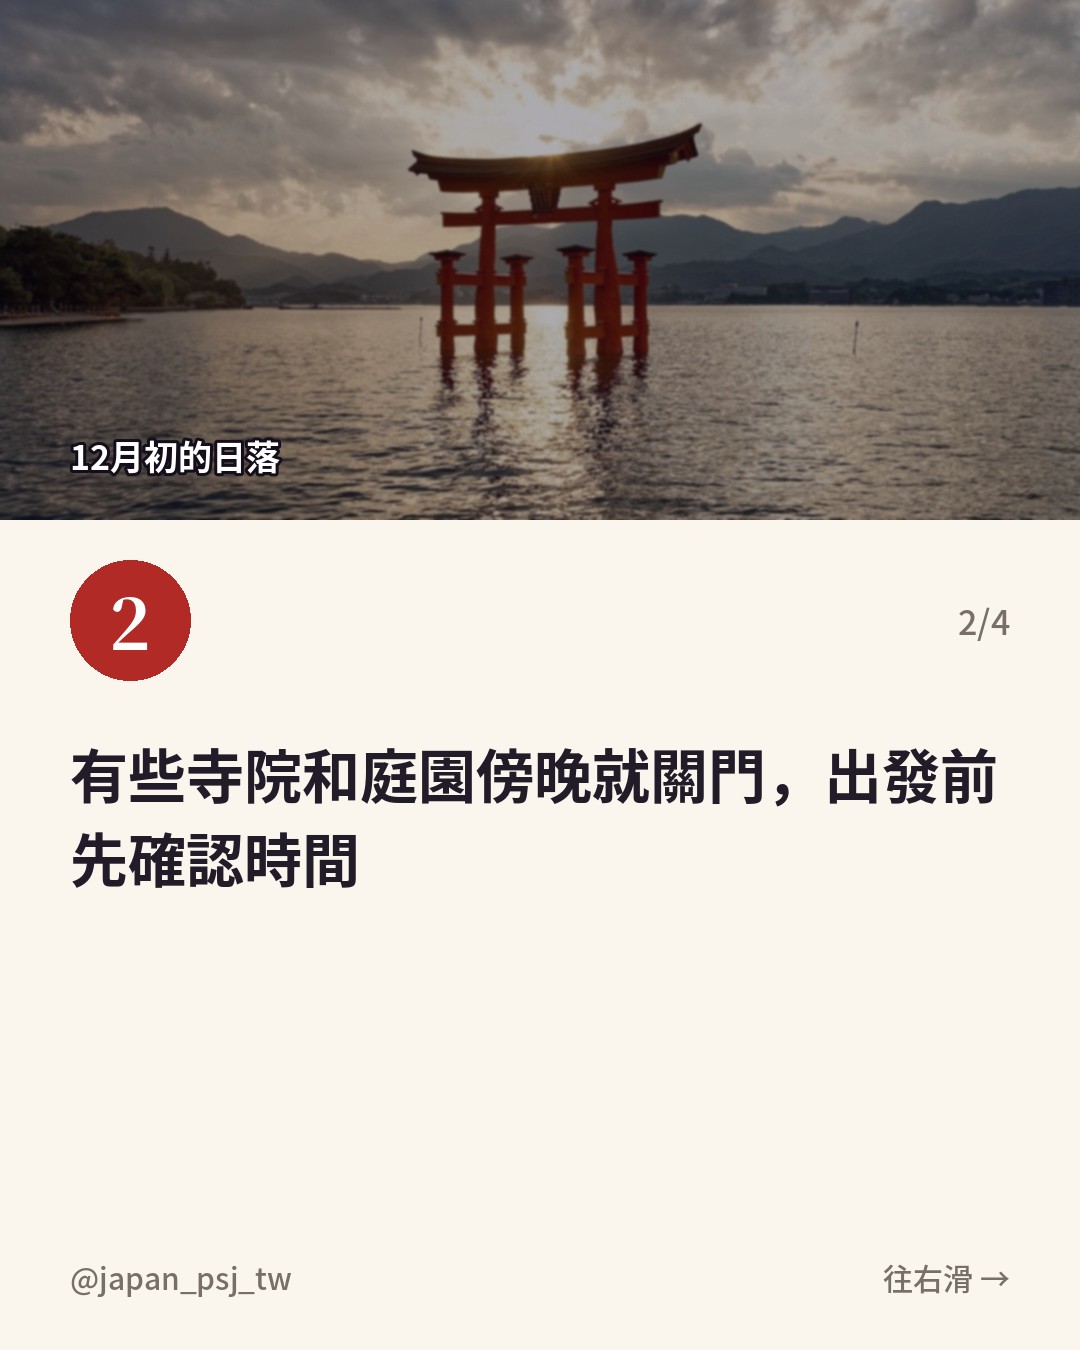 12月初的日落
2
2/4
有些寺院和庭園傍晚就關門，出發前
先確認時間
@japan_psj_tw
往右滑 →